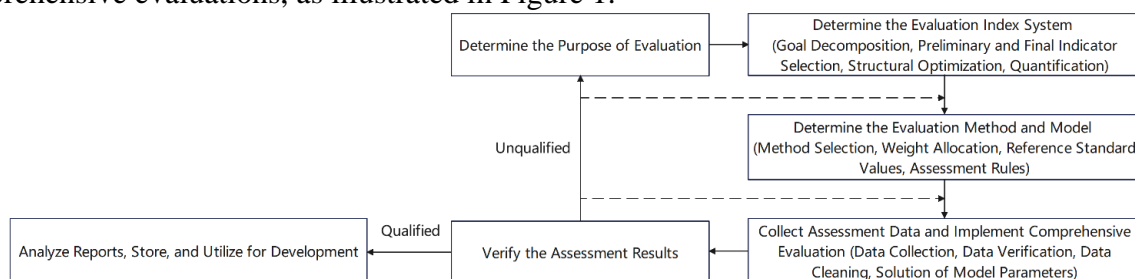 rehensive evaluations, as illustrated in Figure 1.
Determine the Purpose of Evaluation
Determine the Evaluation Index System
(Goal Decomposition, Preliminary and Final Indicator
Selection, Structural Optimization, Quantification)
Unqualified
Determine the Evaluation Method and Model
(Method Selection, Weight Allocation, Reference Standard
Values, Assessment Rules)
Analyze Reports, Store, and Utilize for Development
Qualified
Verify the Assessment Results
Collect Assessment Data and Implement Comprehensive
Evaluation (Data Collection, Data Verification, Data
Cleaning, Solution of Model Parameters)